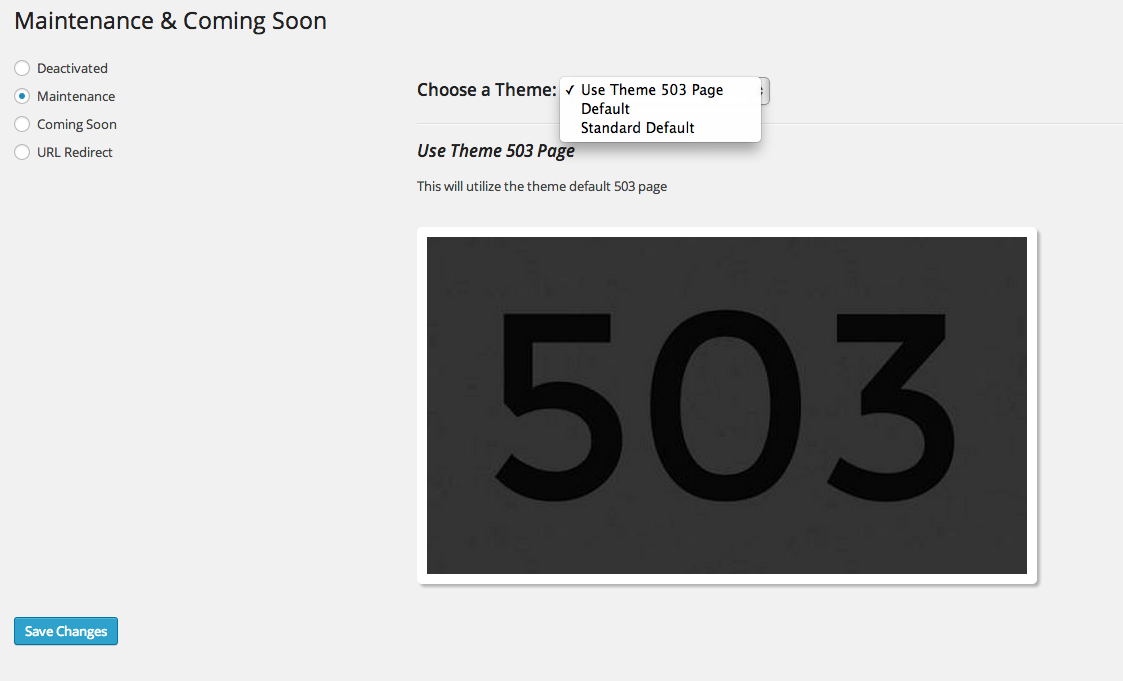 Maintenance & Coming Soon
Deactivated
Maintenance
Coming Soon
URL Redirect
Choose a Theme:
✓ Use Theme 503 Page
Default
Standard Default
Use Theme 503 Page
This will utilize the theme default 503 page
503
Save Changes